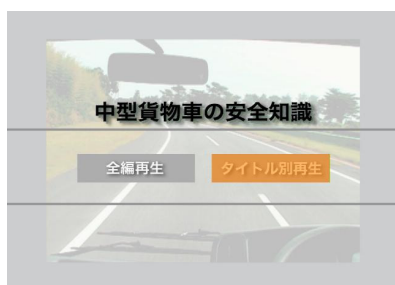 中型貨物車の安全知識
全編再生
タイトル別再生